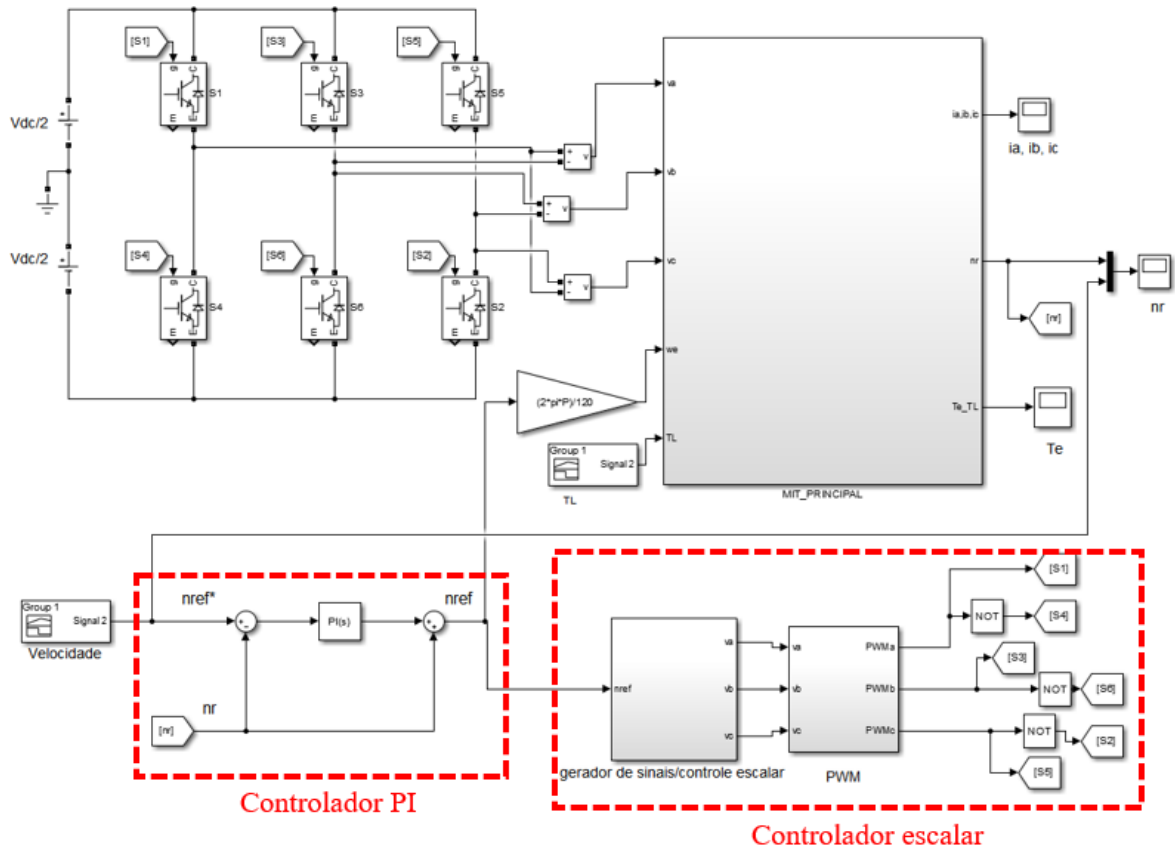 [S1]
[S3]
[S5]
g C
g C
g C
m E
m E
m E
S1
S3
S5
Vdc/2
+
+ -
v
+ -
v
+ -
v
Vdc/2
+
[S4]
[S6]
[S2]
g C
g C
g C
m E
m E
m E
S4
S6
S2
va
vb
vc
we
TL
ia,ib,ic
nr
Te_TL
MIT_PRINCIPAL
ia, ib, ic
nr
[nr]
Te
(2*pi*P)/120
Group 1
Signal 2
TL
Group 1
Signal 2
Velocidade
nref*
PI(s)
nref
nr
[nr]
Controlador PI
nref
va
vb
vc
gerador de sinais/controle escalar
va
vb
vc
PWMa
PWMb
PWMc
PWM
[S1]
NOT
[S4]
[S3]
NOT
[S6]
NOT
[S2]
[S5]
Controlador escalar